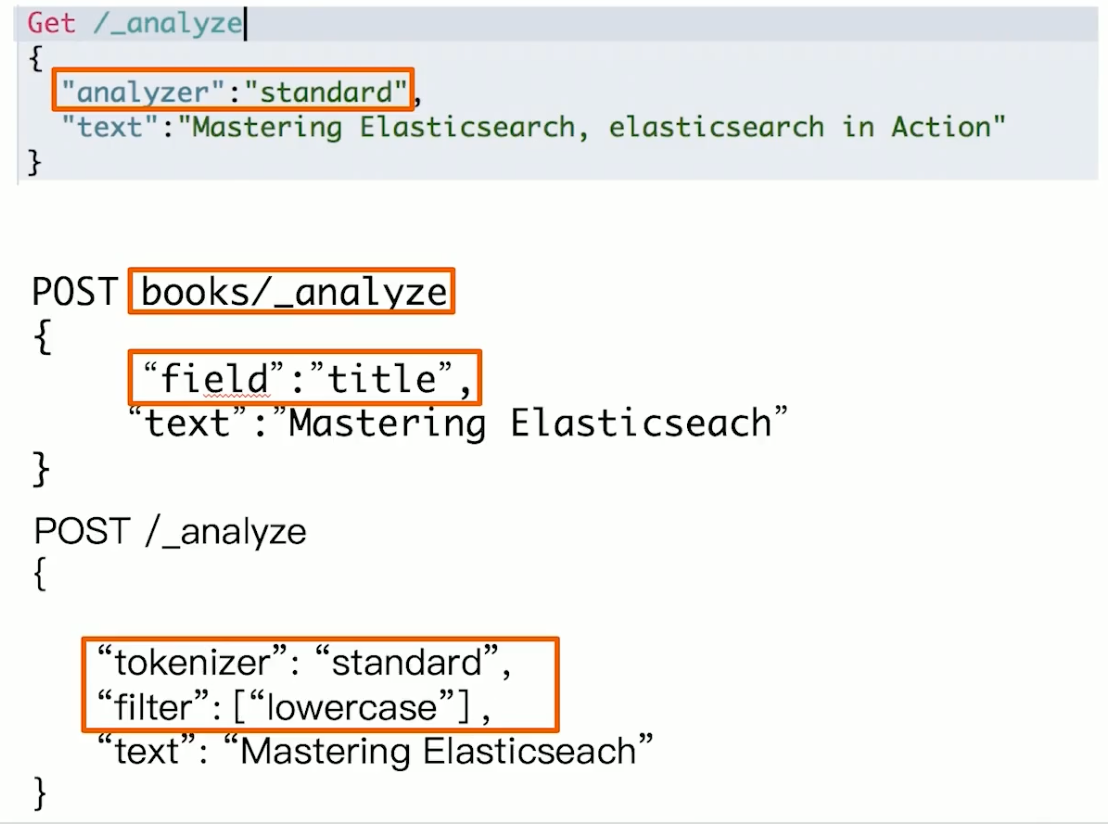 Get /_analyze
{
"analyzer":"standard",
"text":"Mastering Elasticsearch, elasticsearch in Action"
}
POST books/_analyze
{
“field”:”title”,
“text”:”Mastering Elasticseach”
}
POST /_analyze
{
“tokenizer”: “standard”,
“filter”: [“lowercase”] ,
“text”: “Mastering Elasticseach”
}